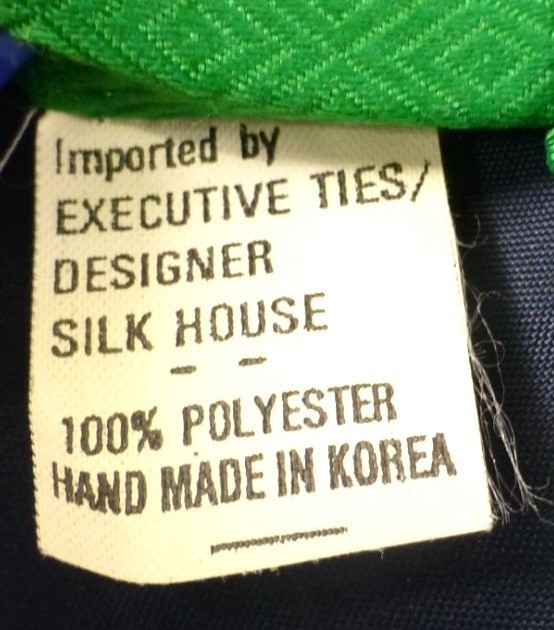 Imported by
EXECUTIVE TIES/
DESIGNER
SILK HOUSE
- -
100% POLYESTER
HAND MADE IN KOREA